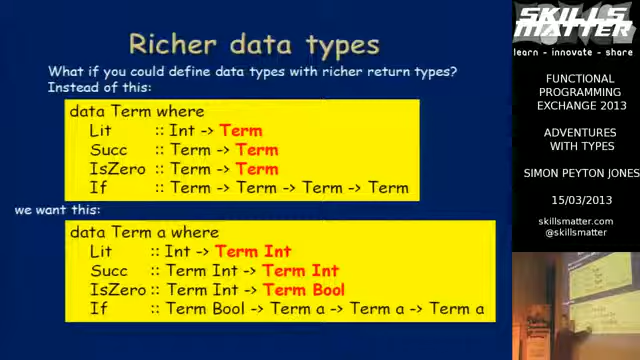 Richer data types
What if you could define data types with richer return types?
Instead of this:
data Term where
Lit :: Int -> Term
Succ :: Term -> Term
IsZero :: Term -> Term
If :: Term -> Term -> Term -> Term
we want this:
data Term a where
Lit :: Int -> Term Int
Succ :: Term Int -> Term Int
IsZero :: Term Int -> Term Bool
If :: Term Bool -> Term a -> Term a -> Term a
SKILLS
MATTER
learn - innovate - share
FUNCTIONAL
PROGRAMMING
EXCHANGE 2013
ADVENTURES
WITH TYPES
SIMON PEYTON JONES
15/03/2013
skillsmatter.com
@skillsmatter